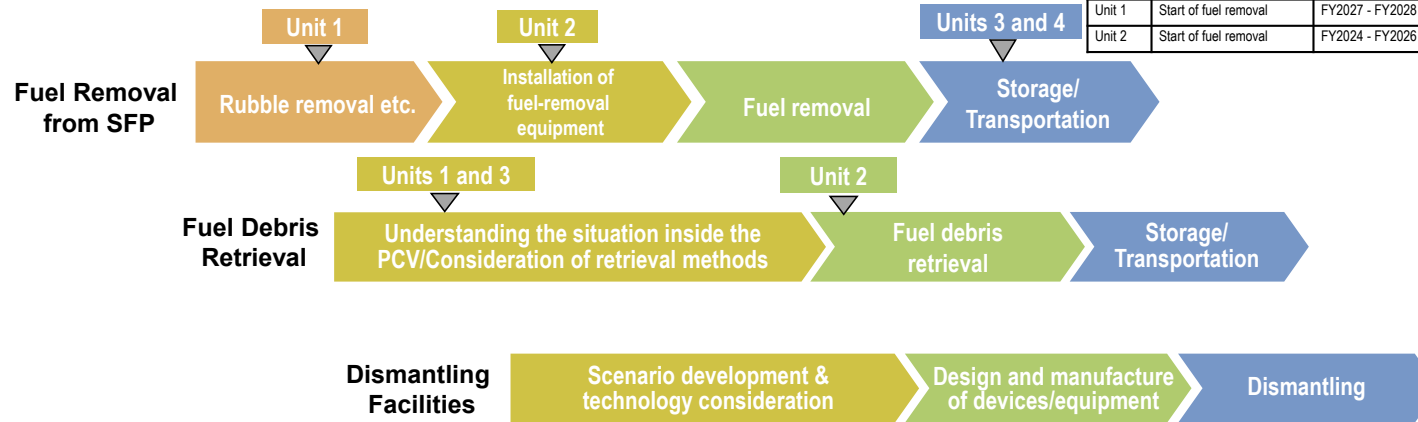 Unit 1 Start of fuel removal FY2027 - FY2028
Unit 2 Start of fuel removal FY2024 - FY2026
Unit 1
Unit 2
Units 3 and 4
Fuel Removal
from SFP
Rubble removal etc.
Installation of
fuel-removal
equipment
Fuel removal
Storage/
Transportation
Units 1 and 3
Unit 2
Fuel Debris
Retrieval
Understanding the situation inside the
PCV/Consideration of retrieval methods
Fuel debris
retrieval
Storage/
Transportation
Dismantling
Facilities
Scenario development &
technology consideration
Design and manufacture
of devices/equipment
Dismantling